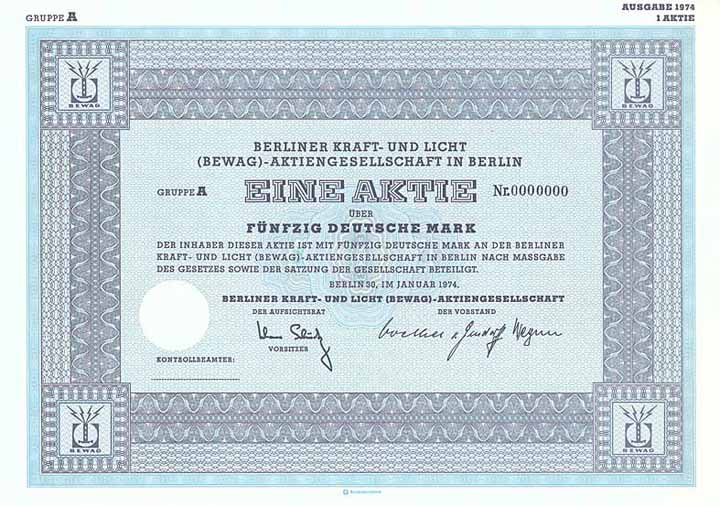 GRUPPE A
AUSGABE 1974
1 AKTIE
BEWAG
BEWAG
BERLINER KRAFT- UND LICHT
(BEWAG)-AKTIENGESELLSCHAFT IN BERLIN
GRUPPE A EINE AKTIE Nr. 0000000
ÜBER
FÜNFZIG DEUTSCHE MARK
DER INHABER DIESER AKTIE IST MIT FÜNFZIG DEUTSCHE MARK AN DER BERLINER
KRAFT- UND LICHT (BEWAG)-AKTIENGESELLSCHAFT IN BERLIN NACH MASSGABE
DES GESETZES SOWIE DER SATZUNG DER GESELLSCHAFT BETEILIGT.
BERLIN 30, IM JANUAR 1974.
BERLINER KRAFT- UND LICHT (BEWAG)-AKTIENGESELLSCHAFT
DER AUFSICHTSRAT DER VORSTAND
VORSITZER
KONTROLLBEAMTER:
BEWAG
BEWAG